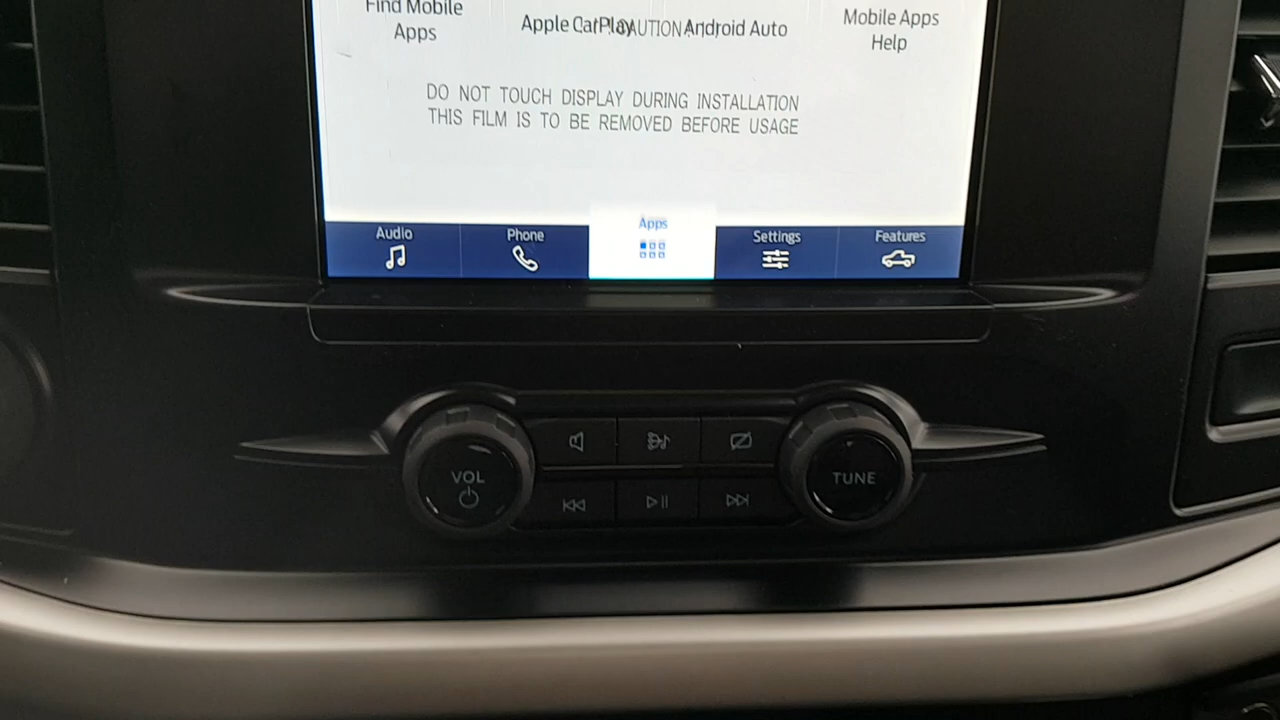 Find Mobile
Apps
Apple CarPlay
CAUTION
Android Auto
Mobile Apps
Help
DO NOT TOUCH DISPLAY DURING INSTALLATION
THIS FILM IS TO BE REMOVED BEFORE USAGE
Audio
Phone
Apps
Settings
Features
VOL
TUNE